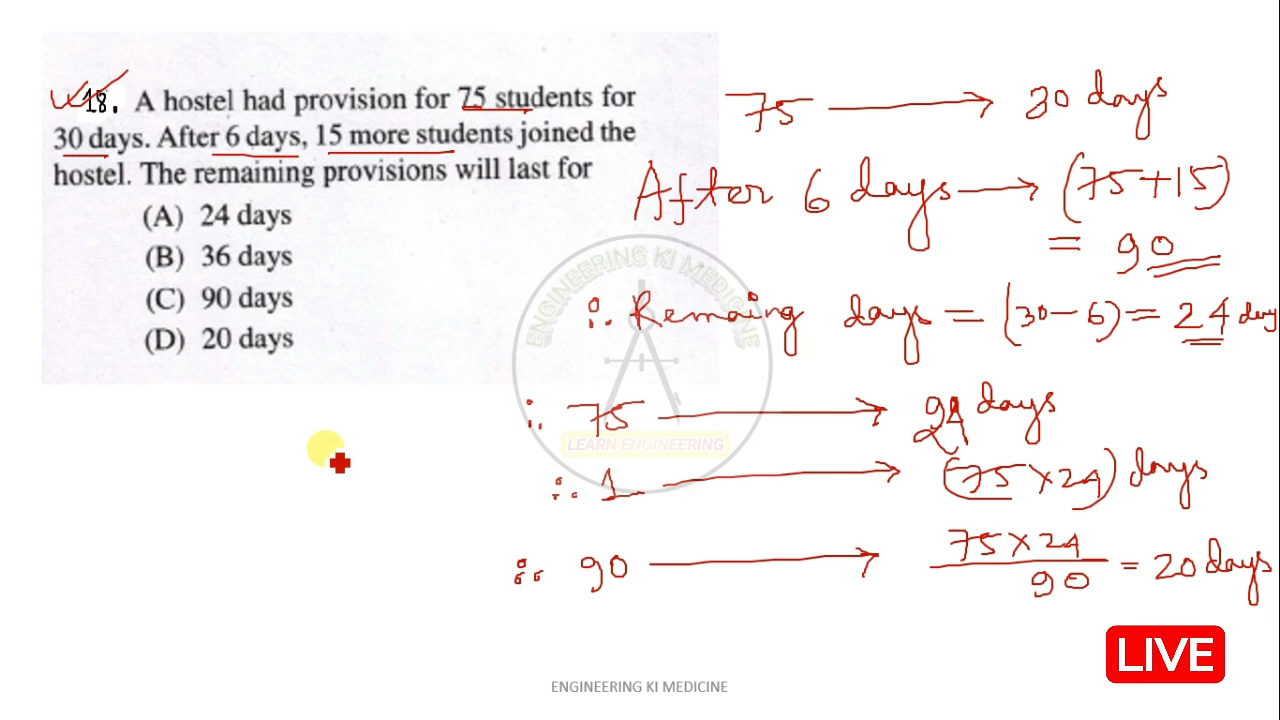 18. A hostel had provision for 75 students for
30 days. After 6 days, 15 more students joined the
hostel. The remaining provisions will last for
(A) 24 days
(B) 36 days
(C) 90 days
(D) 20 days
75 → 30 days
After 6 days → (75+15)
= 90
∴ Remaing days = (30-6) = 24 days
∴ 75 → 24 days
∴ 1 → (75×24) days
∴ 90 → 75×24/90 = 20 days
ENGINEERING KI MEDICINE
LEARN ENGINEERING
LIVE
ENGINEERING KI MEDICINE